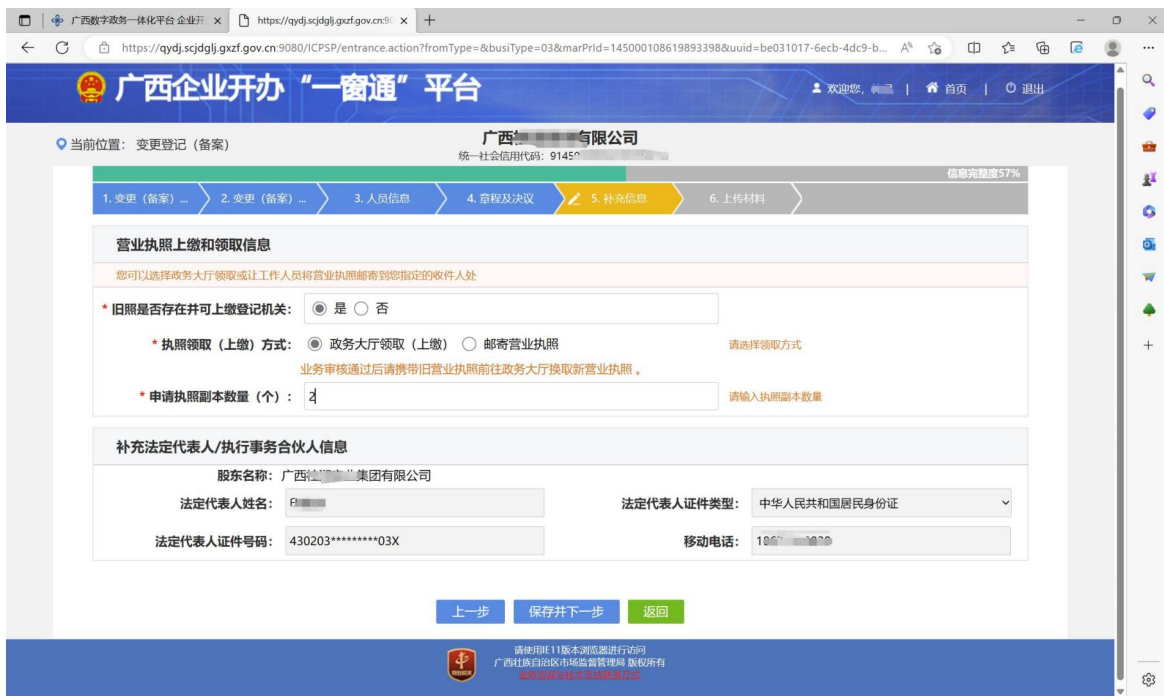 广西数字政务一体化平台 企业开
https://qydj.scjdglj.gxzf.gov.cn:90
https://qydj.scjdglj.gxzf.gov.cn:9080/ICPSP/entrance.action?fromType=&busiType=03&marPrId=145000108619893398&uuid=be031017-6ecb-4dc9-b...
广西企业开办“一窗通”平台
欢迎您, | 首页 | 退出
当前位置: 变更登记（备案）
广西 有限公司
统一社会信用代码: 9145
信息完整度57%
1. 变更（备案）... 2. 变更（备案）... 3. 人员信息 4. 章程及决议 5. 补充信息 6. 上传材料
营业执照上缴和领取信息
您可以选择政务大厅领取或让工作人员将营业执照邮寄到您指定的收件人处
* 旧照是否存在并可上缴登记机关: 是 否
* 执照领取（上缴）方式: 政务大厅领取（上缴） 邮寄营业执照 请选择领取方式
业务审核通过后请携带旧营业执照前往政务大厅换取新营业执照 。
* 申请执照副本数量（个）: 2 请输入执照副本数量
补充法定代表人/执行事务合伙人信息
股东名称: 广西 集团有限公司
法定代表人姓名: 法定代表人证件类型: 中华人民共和国居民身份证
法定代表人证件号码: 430203*********03X 移动电话:
上一步 保存并下一步 返回
请使用IE11版本浏览器进行访问
广西壮族自治区市场监督管理局 版权所有